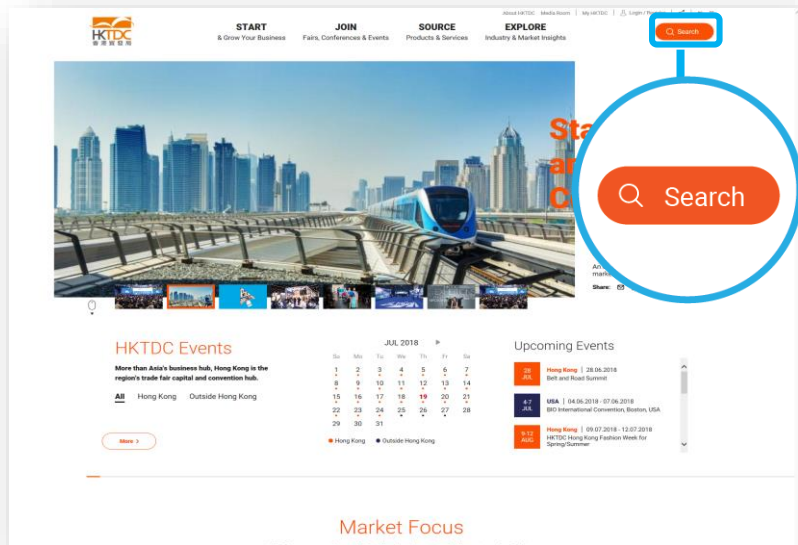 About HKTDC Media Room | My HKTDC | Login / Register
HKTDC
香港貿發局
START
& Grow Your Business
JOIN
Fairs, Conferences & Events
SOURCE
Products & Services
EXPLORE
Industry & Market Insights
Search
Search
Share:
HKTDC Events
More than Asia's business hub, Hong Kong is the
region's trade fair capital and convention hub.
All Hong Kong Outside Hong Kong
More >
JUL 2018
Su Mo Tu We Th Fr Sa
1 2 3 4 5 6 7
8 9 10 11 12 13 14
15 16 17 18 19 20 21
22 23 24 25 26 27 28
29 30 31
Hong Kong Outside Hong Kong
Upcoming Events
28
JUL
Hong Kong | 28.06.2018
Belt and Road Summit
4-7
JUL
USA | 04.06.2018 - 07.06.2018
BIO International Convention, Boston, USA
9-12
AUG
Hong Kong | 09.07.2018 - 12.07.2018
HKTDC Hong Kong Fashion Week for
Spring/Summer
Market Focus